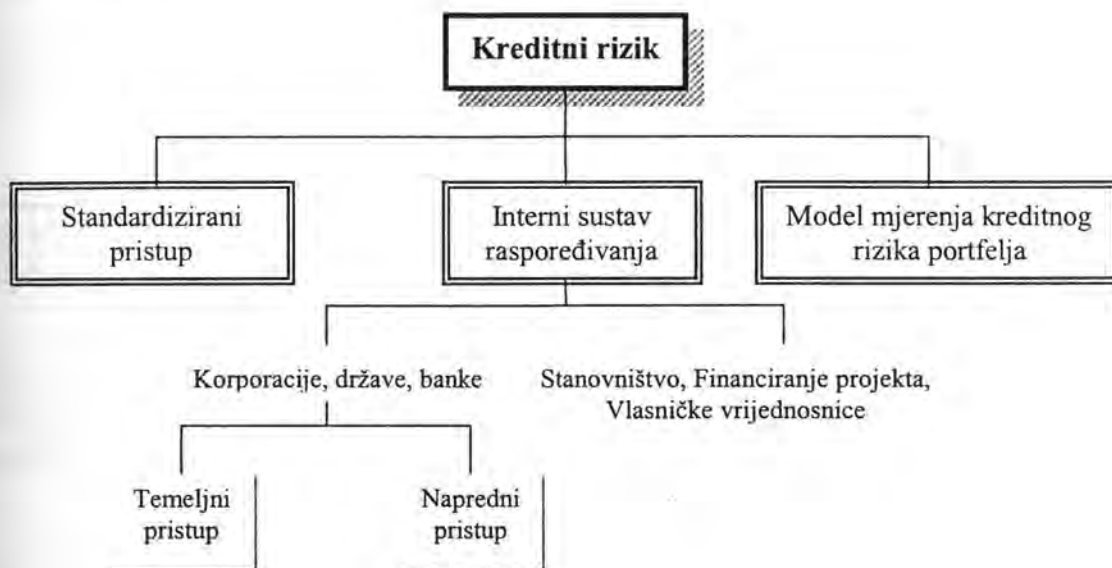 Kreditni rizik
Standardizirani
pristup
Interni sustav
raspoređivanja
Model mjerenja kreditnog
rizika portfelja
Korporacije, države, banke
Stanovništvo, Financiranje projekta,
Vlasničke vrijednosnice
Temeljni
pristup
Napredni
pristup